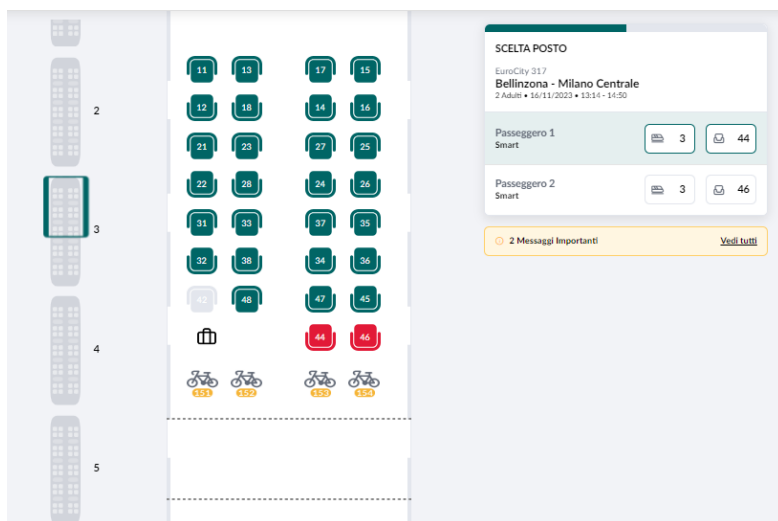 2
3
4
5
11 13 17 15
12 18 14 16
21 23 27 25
22 28 24 26
31 33 37 35
32 38 34 36
42 48 47 45
44 46
151 152 153 154
SCELTA POSTO
EuroCity 317
Bellinzona - Milano Centrale
2 Adulti • 16/11/2023 • 13:14 - 14:50
Passeggero 1 3 44
Smart
Passeggero 2 3 46
Smart
2 Messaggi Importanti Vedi tutti